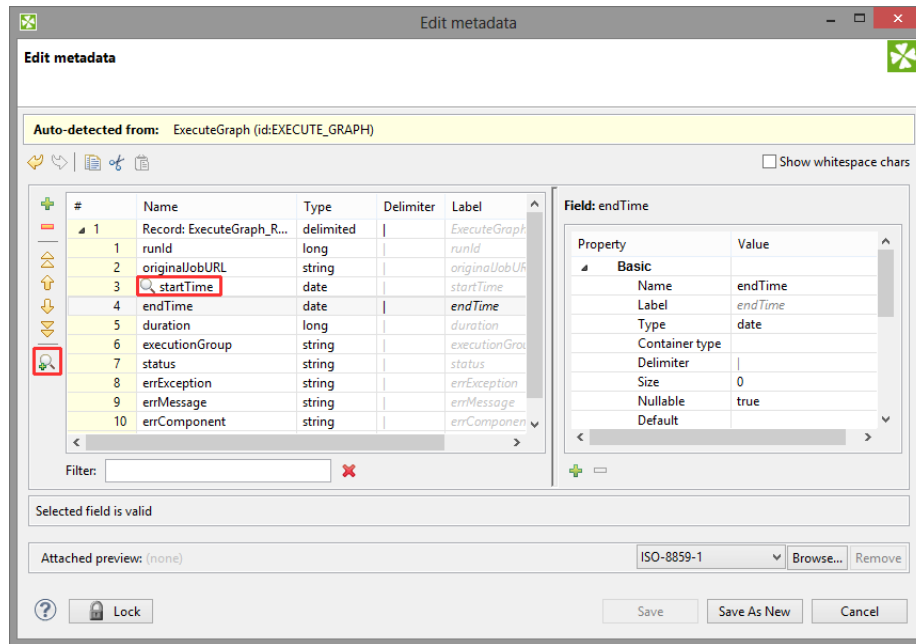 Edit metadata
Edit metadata
Auto-detected from: ExecuteGraph (id:EXECUTE_GRAPH)
Show whitespace chars
# Name Type Delimiter Label
1 Record: ExecuteGraph_R... delimited | ExecuteGraph
1 runId long | runId
2 originalJobURL string | originalJobUR
3 startTime date | startTime
4 endTime date | endTime
5 duration long | duration
6 executionGroup string | executionGrou
7 status string | status
8 errException string | errException
9 errMessage string | errMessage
10 errComponent string | errComponen
Filter:
Field: endTime
Property Value
Basic
Name endTime
Label endTime
Type date
Container type
Delimiter |
Size 0
Nullable true
Default
Selected field is valid
Attached preview: (none)
ISO-8859-1 Browse... Remove
? Lock Save Save As New Cancel